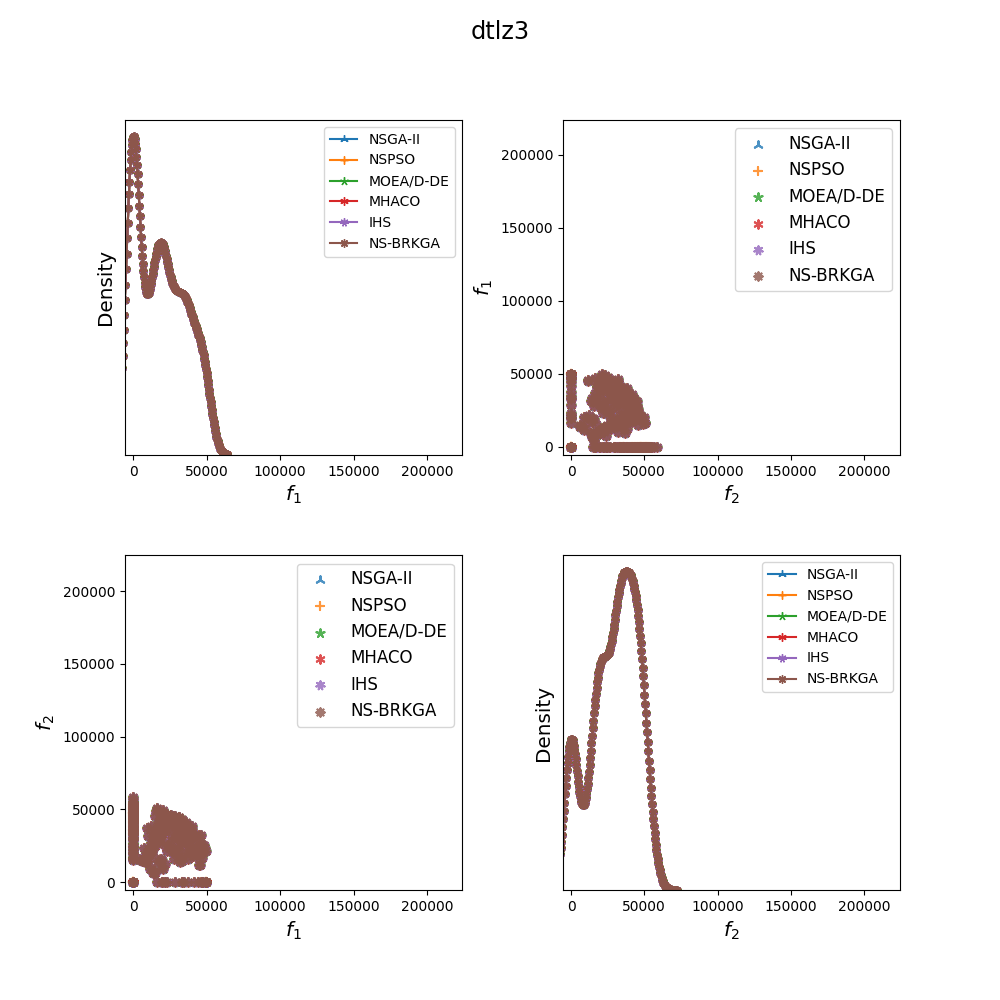 dtlz3
Density
NSGA-II
NSPSO
MOEA/D-DE
MHACO
IHS
NS-BRKGA
0 50000 100000 150000 200000
f1
f1
200000
150000
100000
50000
0
NSGA-II
NSPSO
MOEA/D-DE
MHACO
IHS
NS-BRKGA
0 50000 100000 150000 200000
f2
f2
200000
150000
100000
50000
0
NSGA-II
NSPSO
MOEA/D-DE
MHACO
IHS
NS-BRKGA
0 50000 100000 150000 200000
f1
Density
NSGA-II
NSPSO
MOEA/D-DE
MHACO
IHS
NS-BRKGA
0 50000 100000 150000 200000
f2